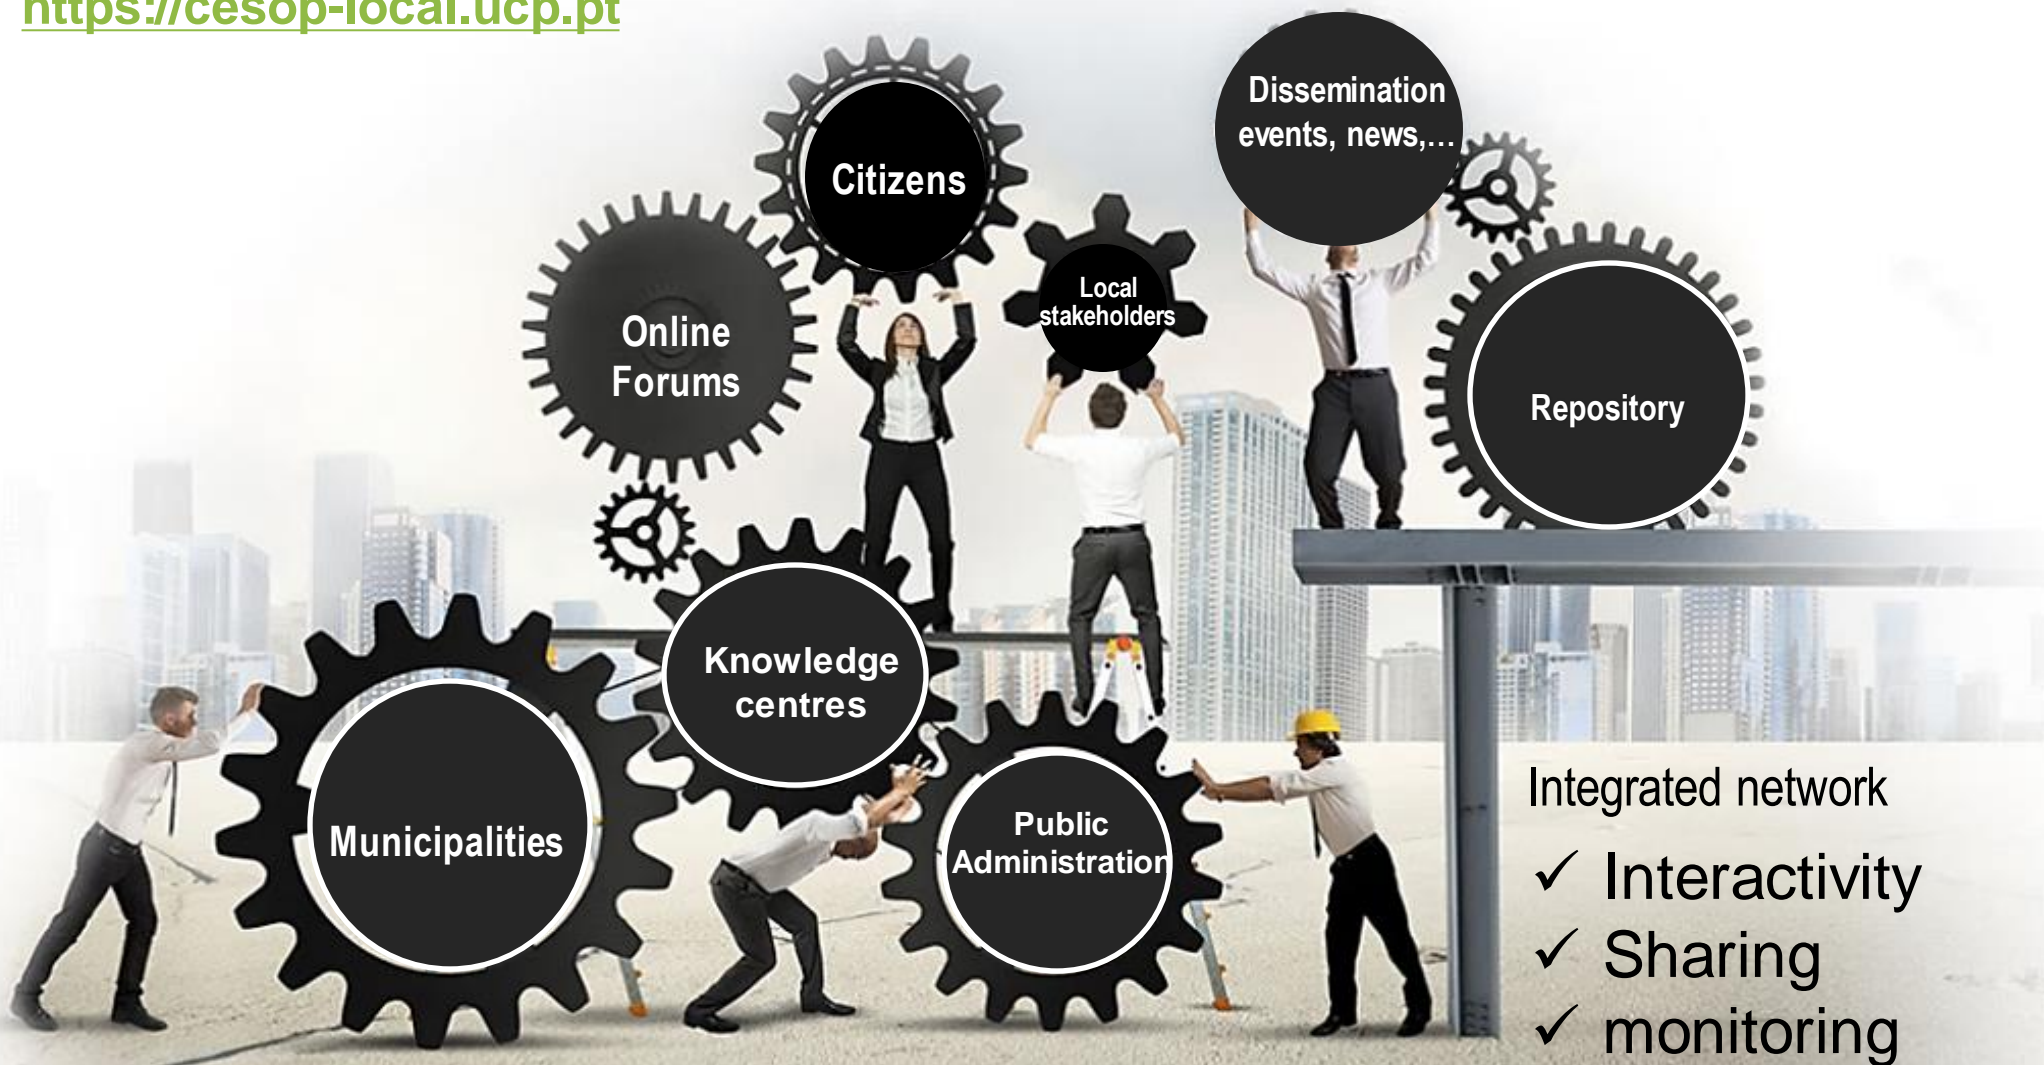 https://cesop-local.ucp.pt
Dissemination
events, news,...
Citizens
Local
stakeholders
Online
Forums
Repository
Knowledge
centres
Municipalities
Public
Administration
Integrated network
✓ Interactivity
✓ Sharing
✓ monitoring